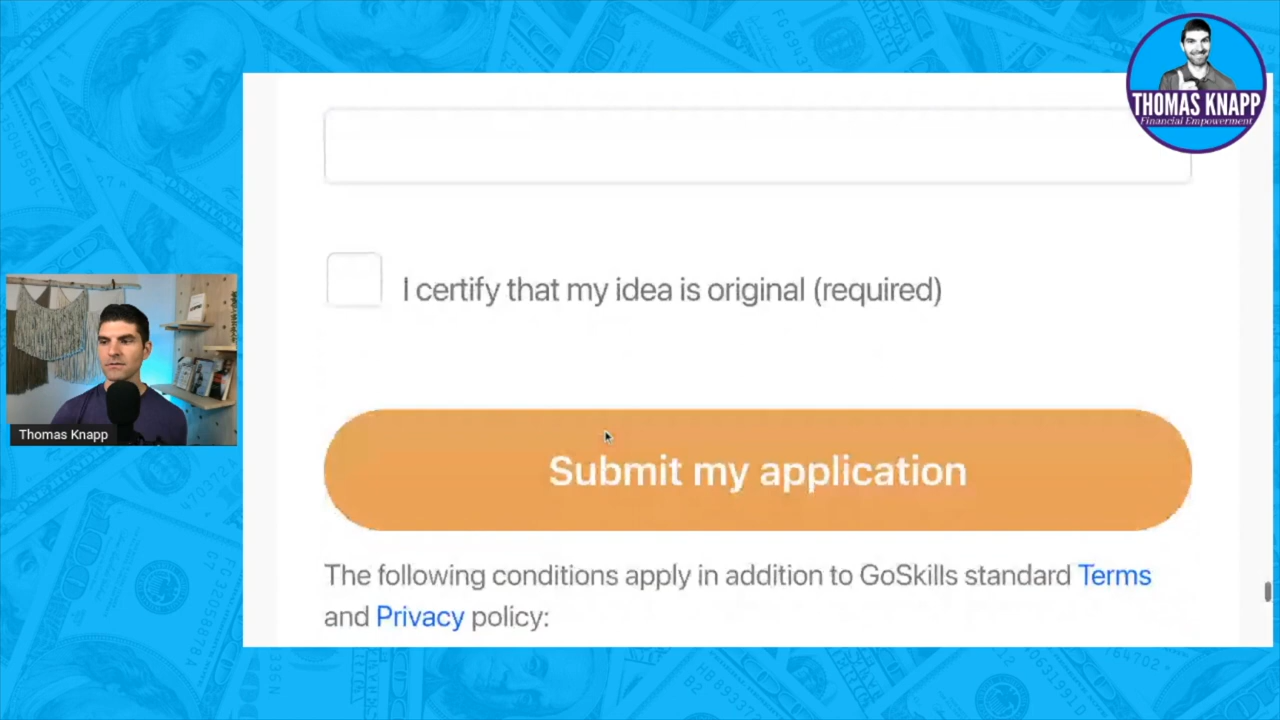 THOMAS KNAPP
Financial Empowerment
I certify that my idea is original (required)
Submit my application
Thomas Knapp
The following conditions apply in addition to GoSkills standard Terms
and Privacy policy: